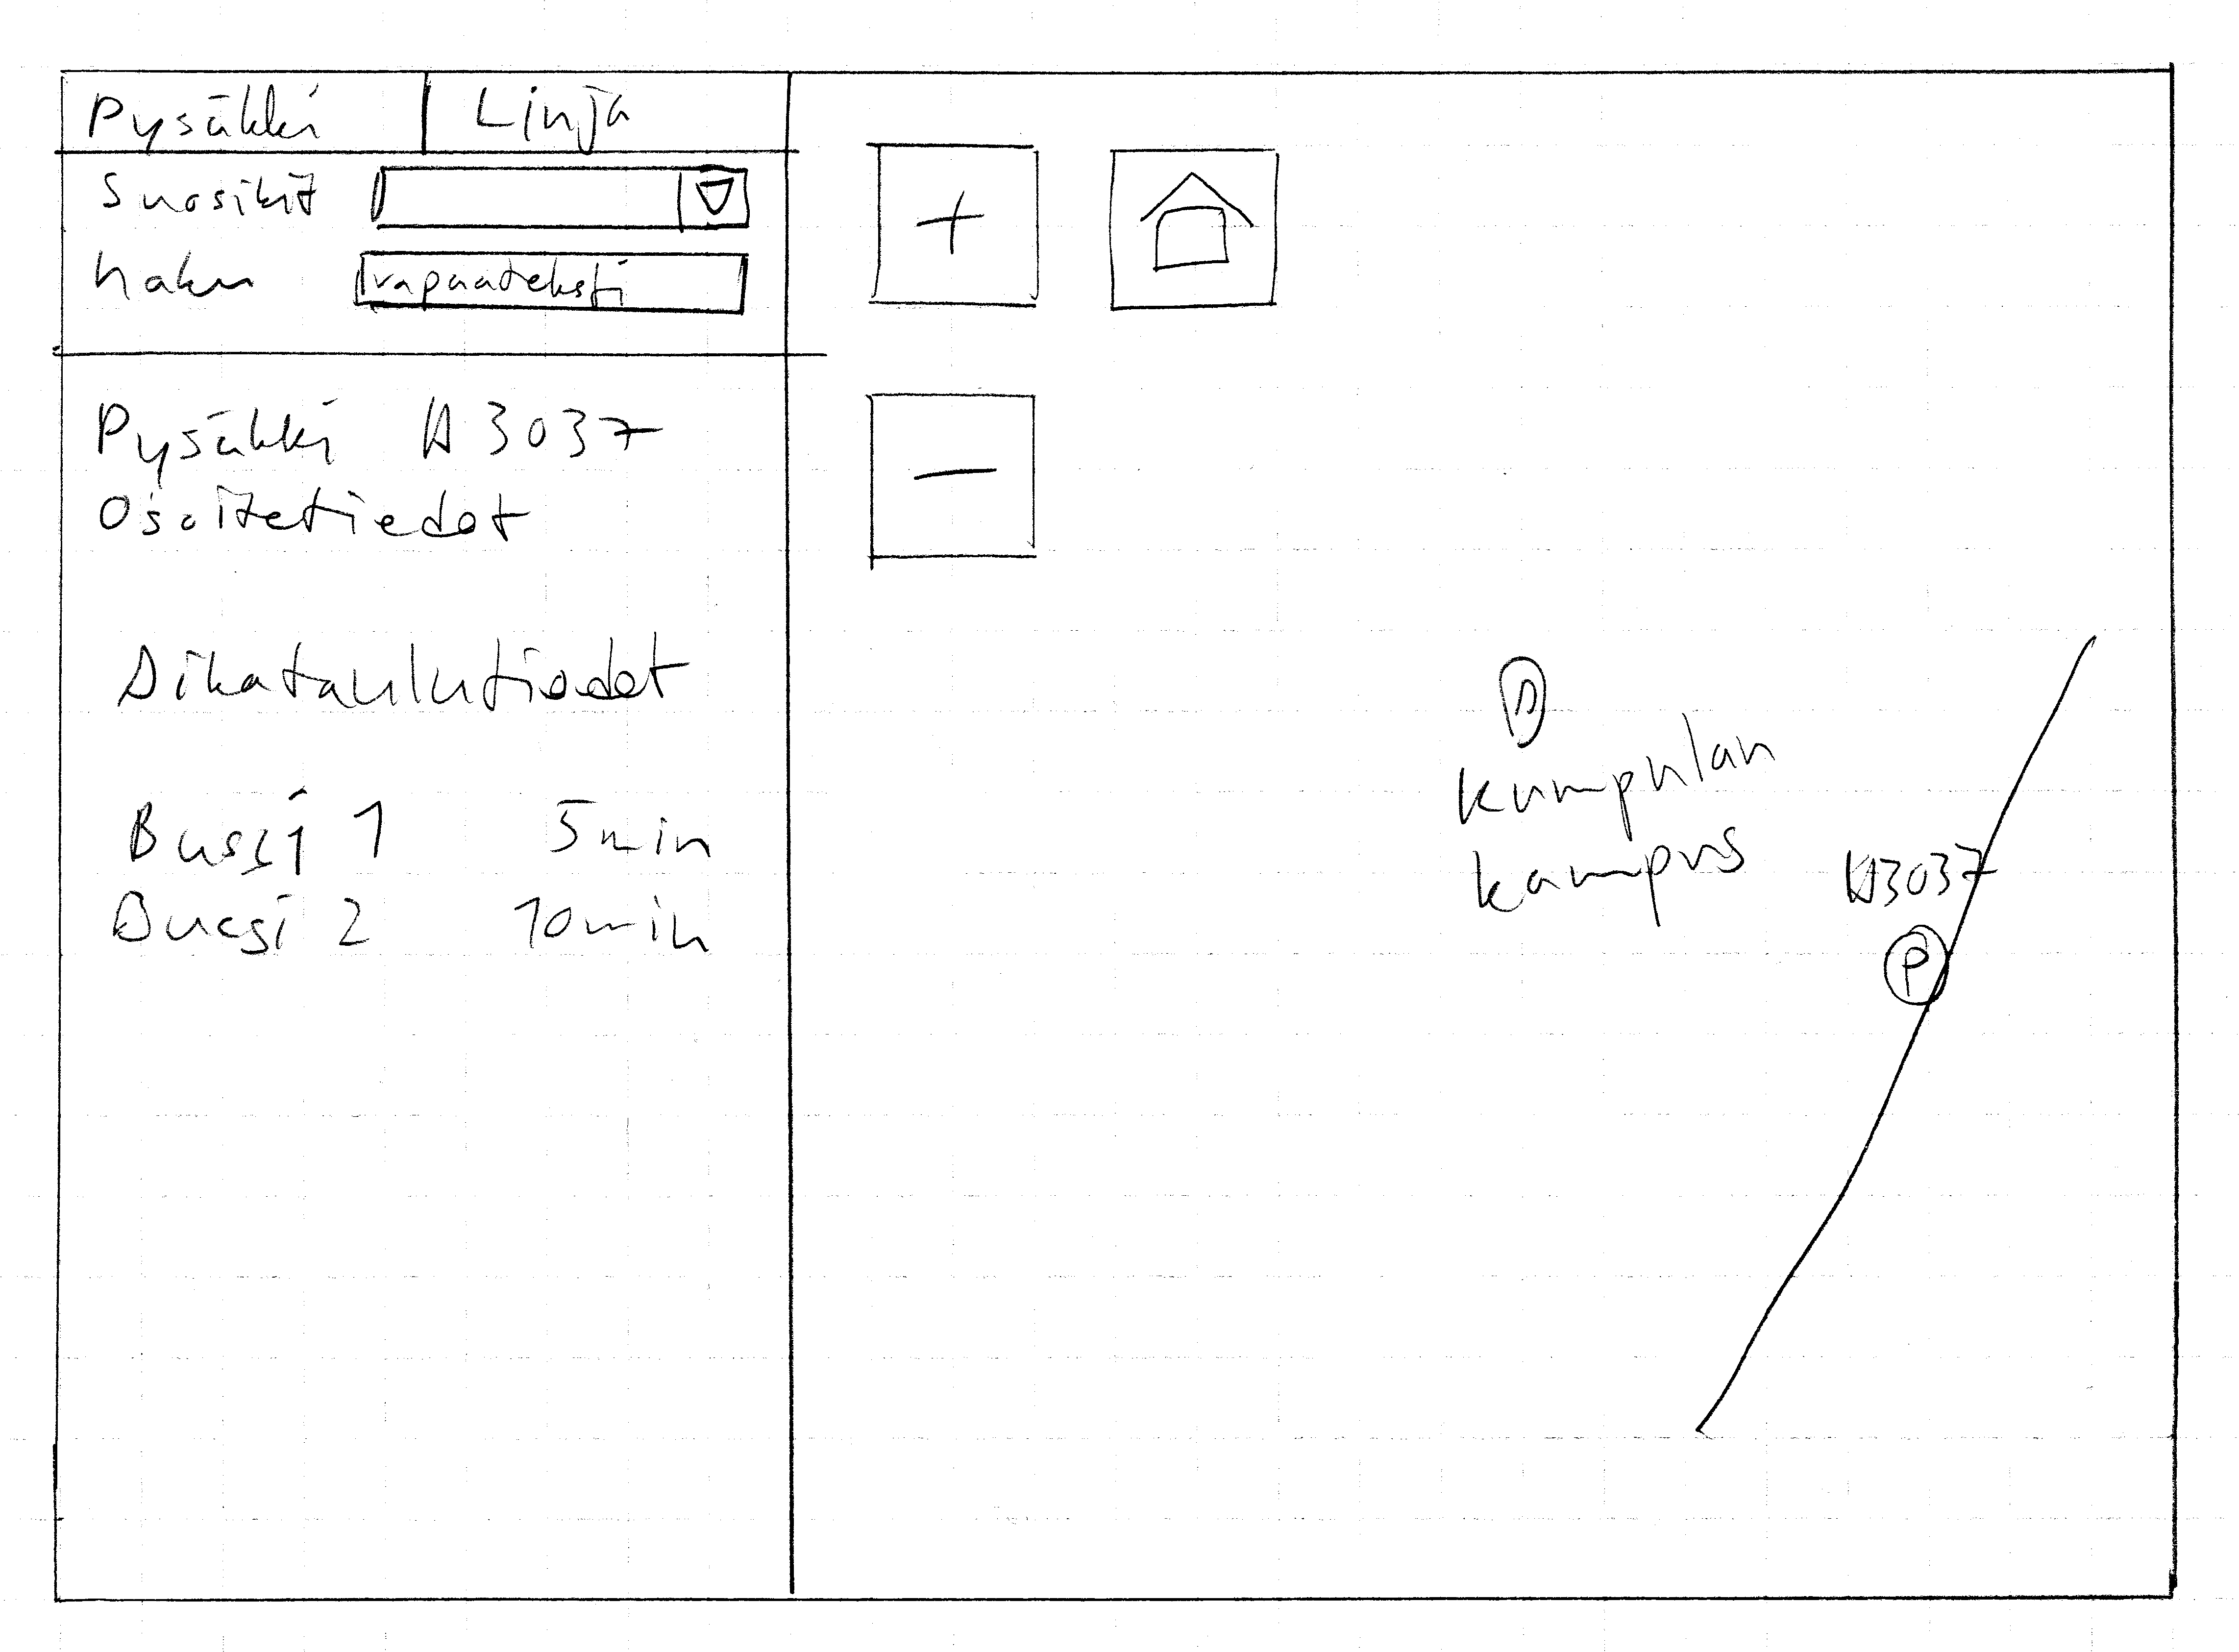 Pysäkki Linja
Suosikit
haku vapaateksti
+
Pysäkki H3037
Osoitetiedot
−
Aikataulutiedot
Kumpulan
kampus
Bussi 1 5min
H3037
Bussi 2 10min
P